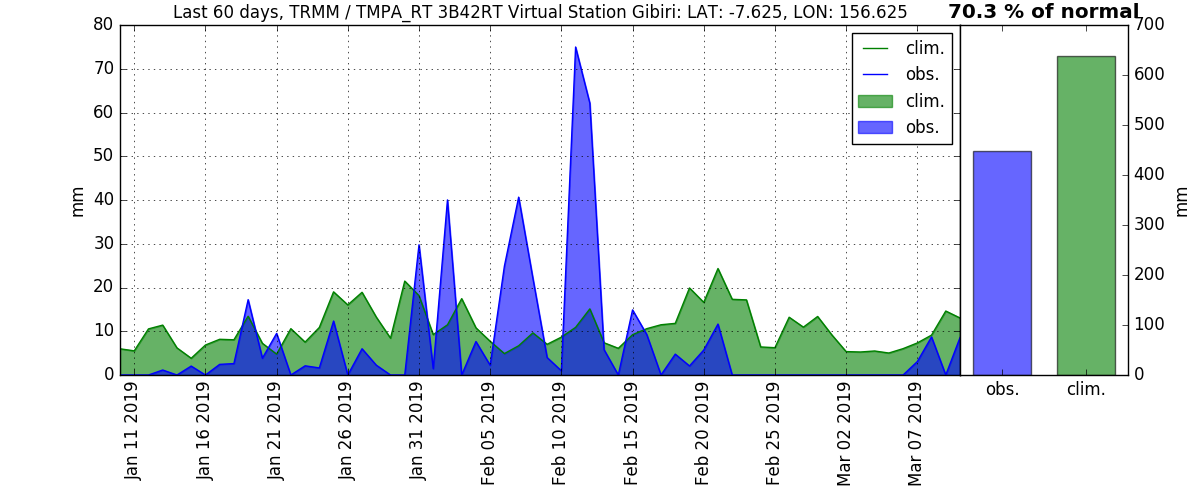 Last 60 days, TRMM / TMPA_RT 3B42RT Virtual Station Gibiri: LAT: -7.625, LON: 156.625
70.3 % of normal
80
70
60
50
40
30
20
10
0
mm
clim.
obs.
clim.
obs.
700
600
500
400
300
200
100
0
mm
obs.
clim.
Jan 11 2019
Jan 16 2019
Jan 21 2019
Jan 26 2019
Jan 31 2019
Feb 05 2019
Feb 10 2019
Feb 15 2019
Feb 20 2019
Feb 25 2019
Mar 02 2019
Mar 07 2019